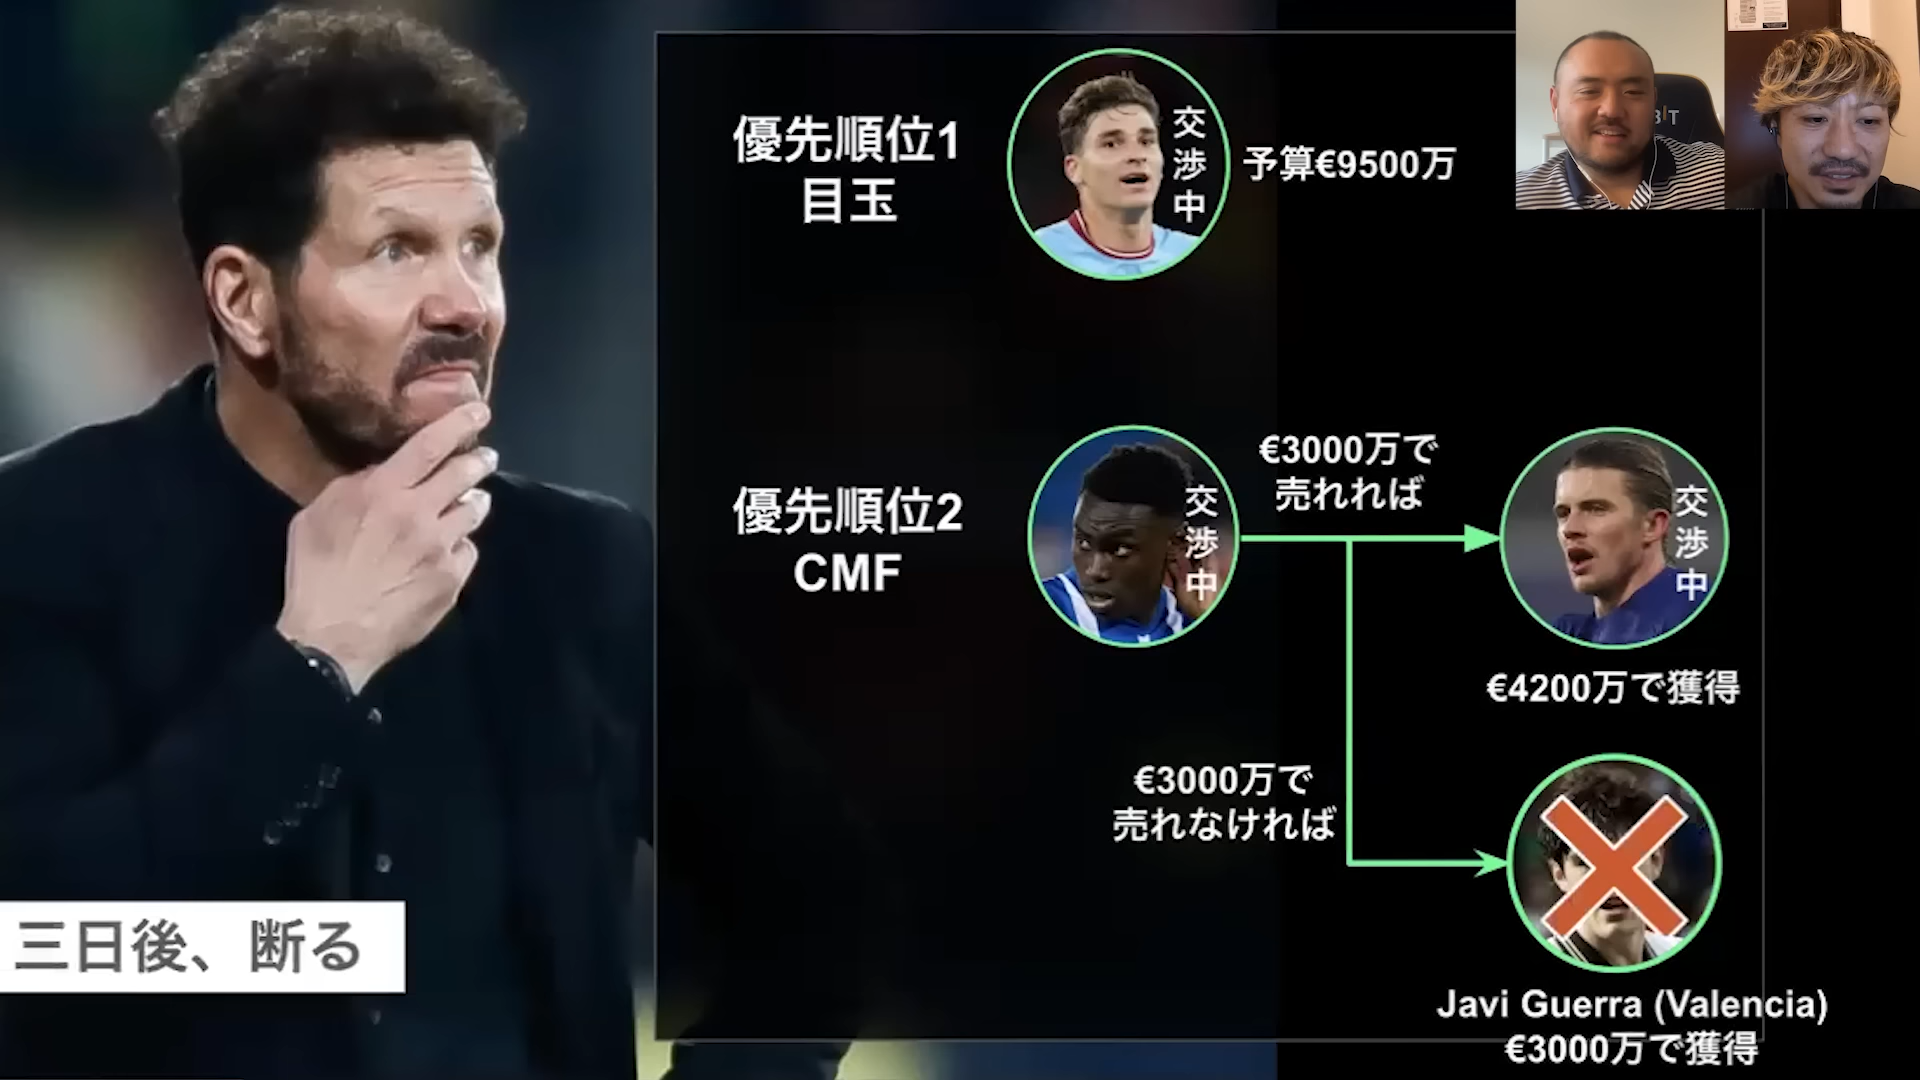 優先順位1
目玉
交渉中
予算€9500万
優先順位2
CMF
交渉中
€3000万で
売れれば
交渉中
€4200万で獲得
€3000万で
売れなければ
三日後、断る
Javi Guerra (Valencia)
€3000万で獲得